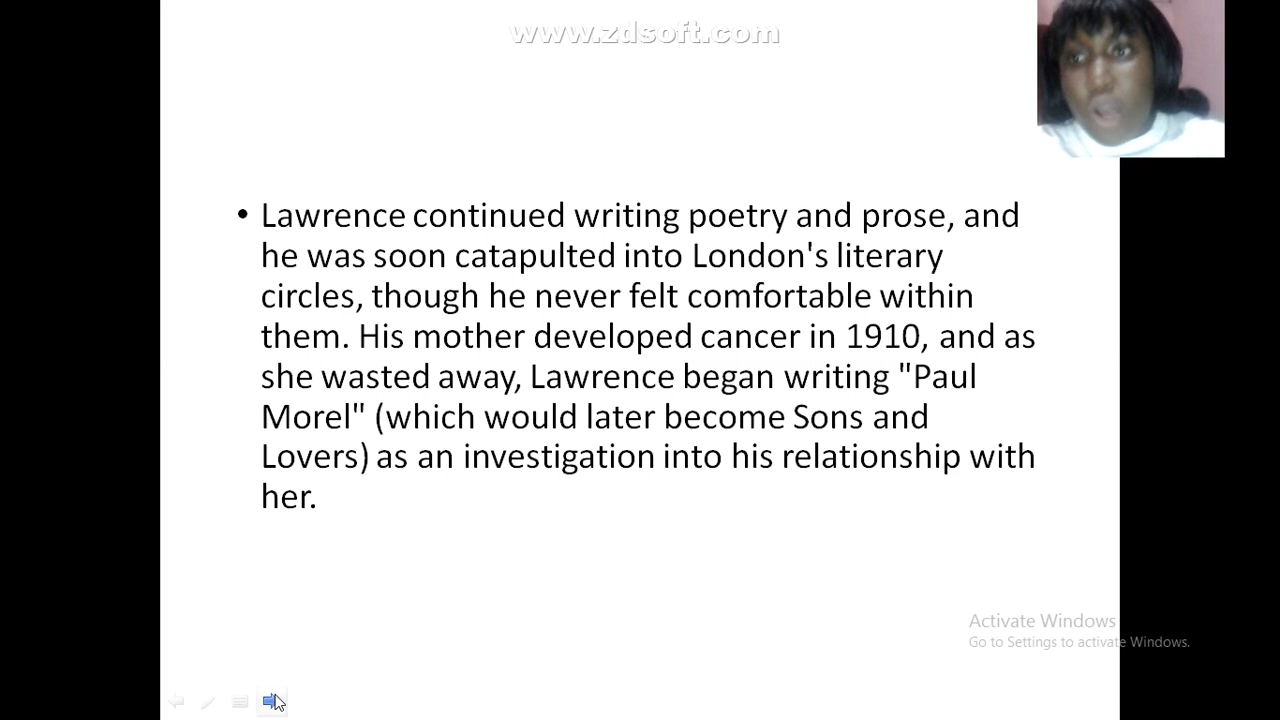 www.zdsoft.com
• Lawrence continued writing poetry and prose, and
he was soon catapulted into London's literary
circles, though he never felt comfortable within
them. His mother developed cancer in 1910, and as
she wasted away, Lawrence began writing "Paul
Morel" (which would later become Sons and
Lovers) as an investigation into his relationship with
her.
Activate Windows
Go to Settings to activate Windows.